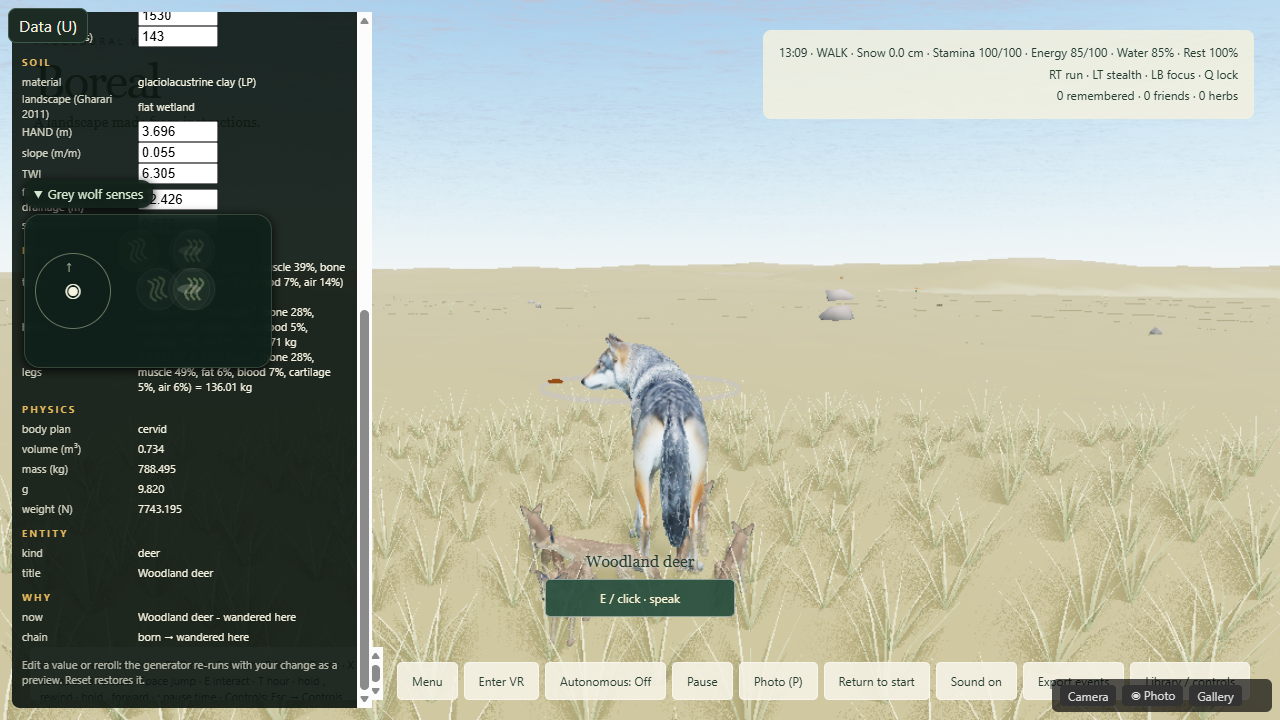 Data (U)
1530
143
SOIL
material glaciolacustrine clay (LP)
Boreal
landscape (Gharari 2011) flat wetland
HAND (m) 3.696
slope (m/m) 0.055
TWI 6.305
▼ Grey wolf senses
2.426
↑
scle 39%, bone
d 7%, air 14%)
one 28%,
ood 5%,
71 kg
one 28%,
legs muscle 49%, fat 6%, blood 7%, cartilage
5%, air 6%) = 136.01 kg
PHYSICS
body plan cervid
volume (m³) 0.734
mass (kg) 788.495
g 9.820
weight (N) 7743.195
ENTITY
kind deer
title Woodland deer
WHY
now Woodland deer - wandered here
chain born → wandered here
Edit a value or reroll: the generator re-runs with your change as a
preview. Reset restores it.
13:09 · WALK · Snow 0.0 cm · Stamina 100/100 · Energy 85/100 · Water 85% · Rest 100%
RT run · LT stealth · LB focus · Q lock
0 remembered · 0 friends · 0 herbs
Woodland deer
E / click · speak
Menu
Enter VR
Autonomous: Off
Pause
Photo (P)
Return to start
Sound on
Export events
Library / controls
Camera
◉ Photo
Gallery